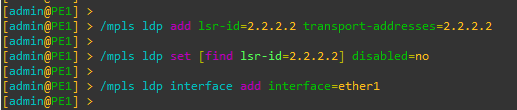 [admin@PE1] >
[admin@PE1] > /mpls ldp add lsr-id=2.2.2.2 transport-addresses=2.2.2.2
[admin@PE1] >
[admin@PE1] > /mpls ldp set [find lsr-id=2.2.2.2] disabled=no
[admin@PE1] >
[admin@PE1] > /mpls ldp interface add interface=ether1
[admin@PE1] >